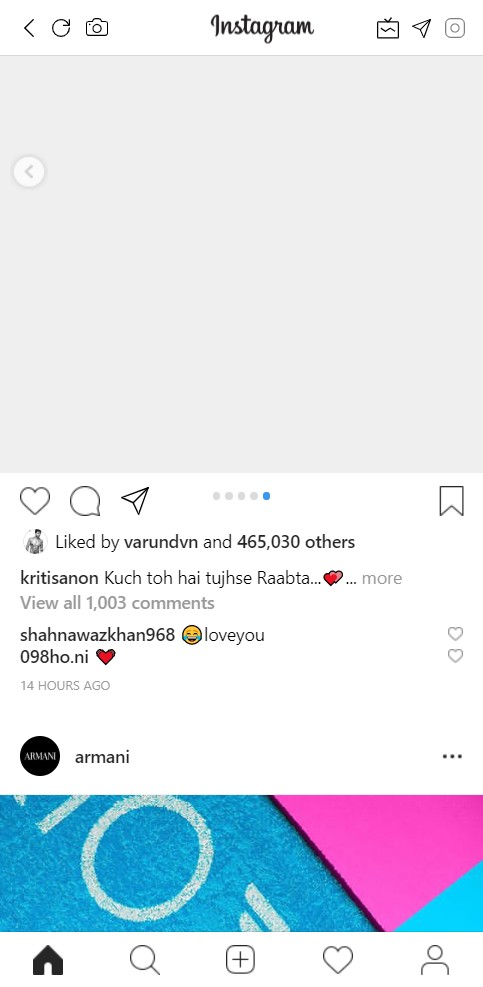 Instagram
Liked by varundvn and 465,030 others
kritisanon Kuch toh hai tujhse Raabta...💕... more
View all 1,003 comments
shahnawazkhan968 😂loveyou
098ho.ni ❤
14 HOURS AGO
ARMANI
armani